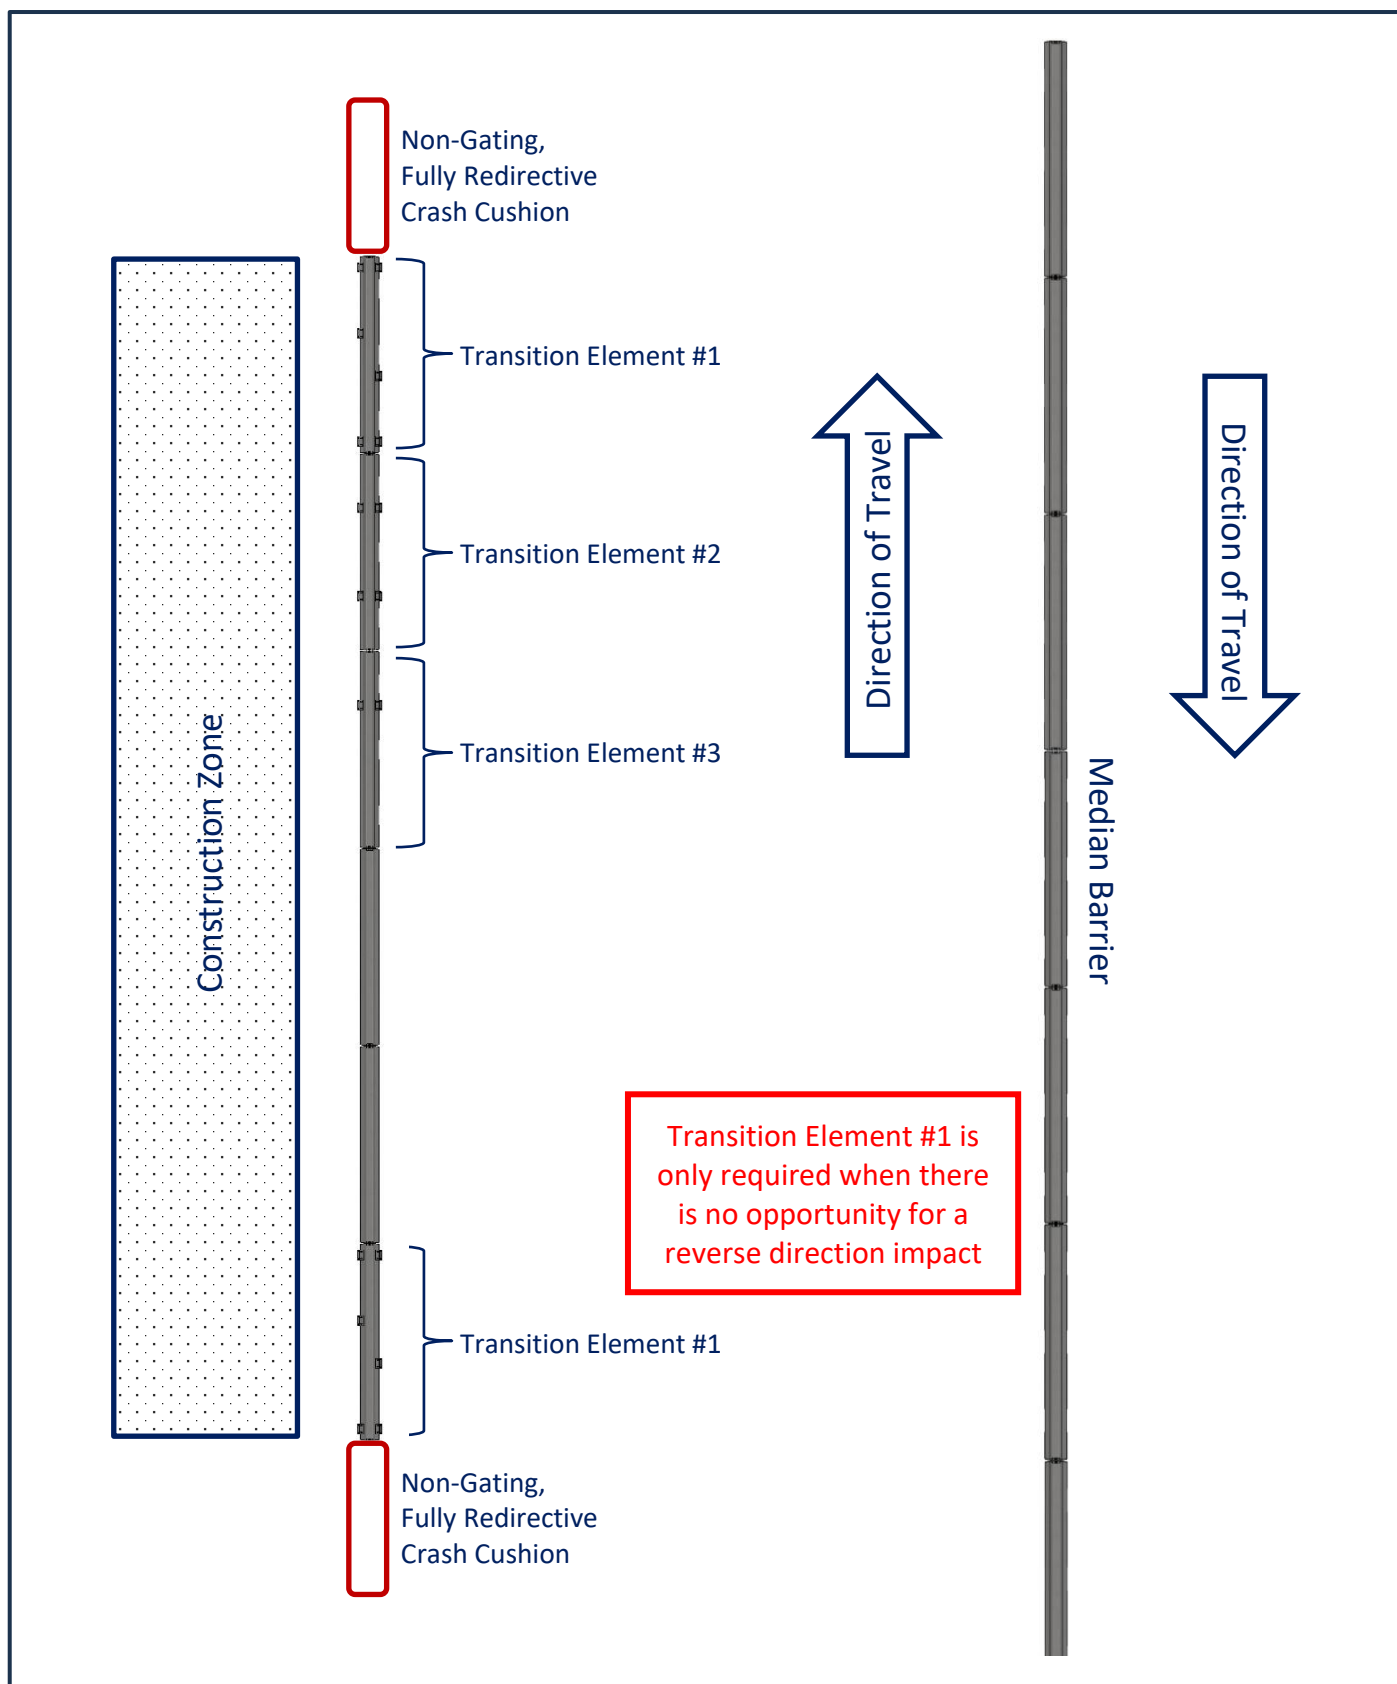 Non-Gating,
Fully Redirective
Crash Cushion
Transition Element #1
Transition Element #2
Transition Element #3
Construction Zone
Direction of Travel
Direction of Travel
Median Barrier
Transition Element #1 is
only required when there
is no opportunity for a
reverse direction impact
Transition Element #1
Non-Gating,
Fully Redirective
Crash Cushion